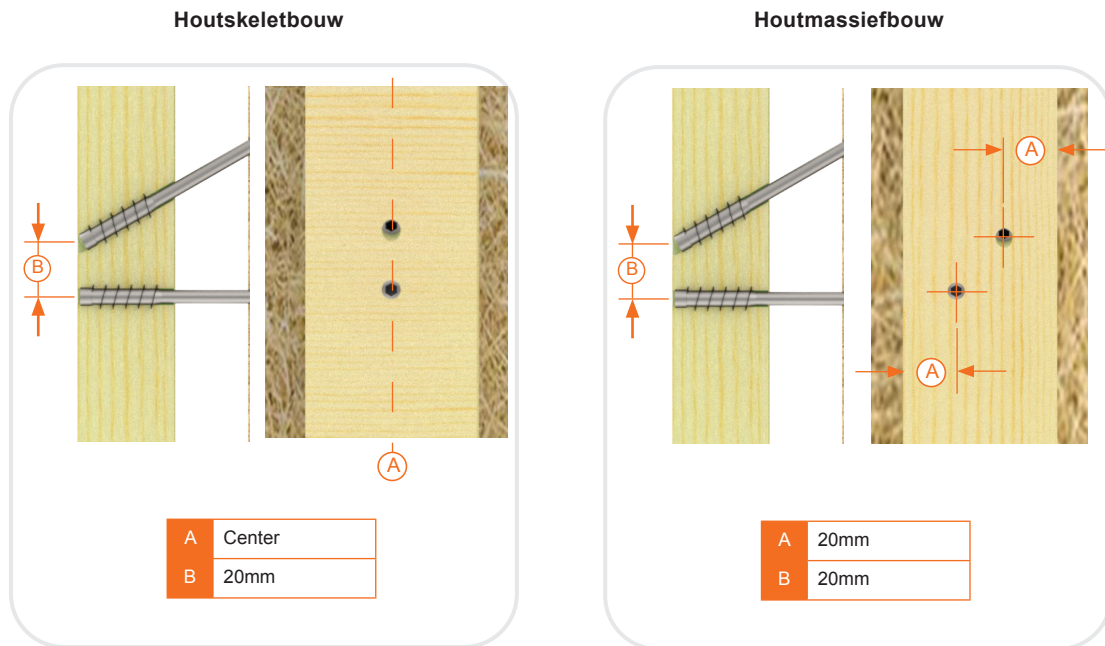 Houtskeletbouw
B
A
A Center
B 20mm
Houtmassiefbouw
A
B
A
A 20mm
B 20mm